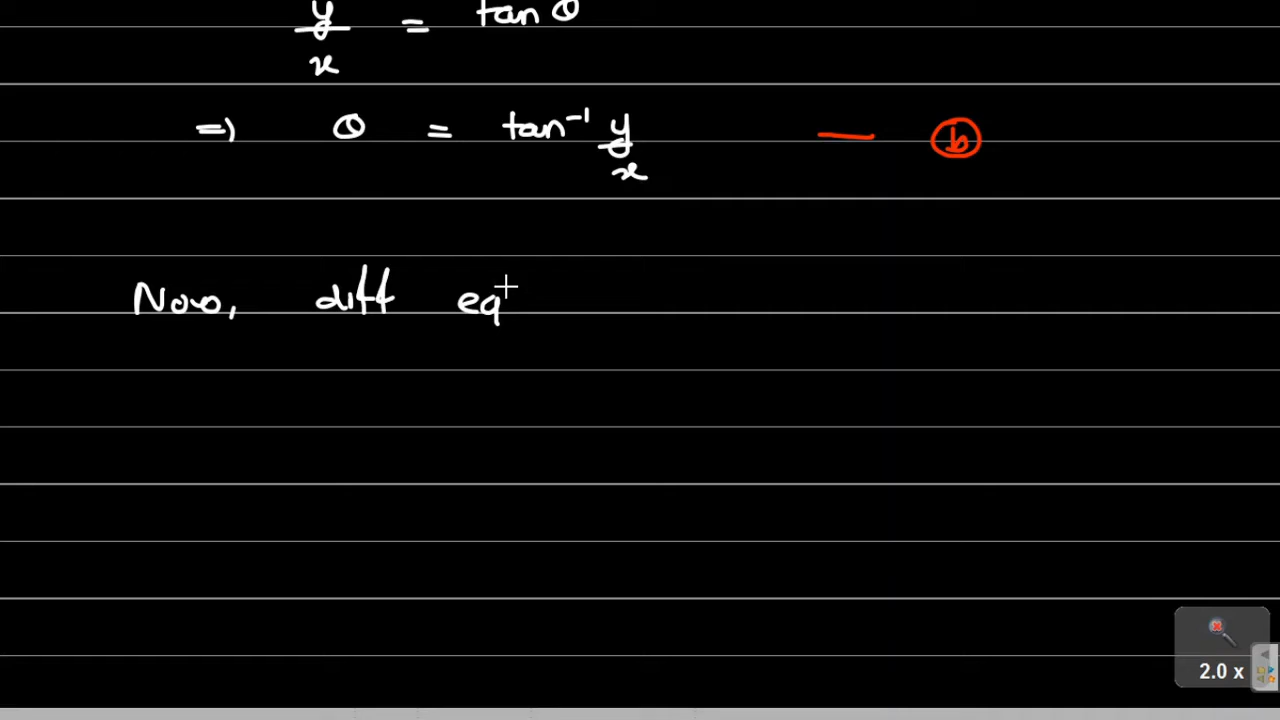 y/x = tan θ
⇒ θ = tan⁻¹ y/x — ⓑ
Now, diff eq
2.0 x